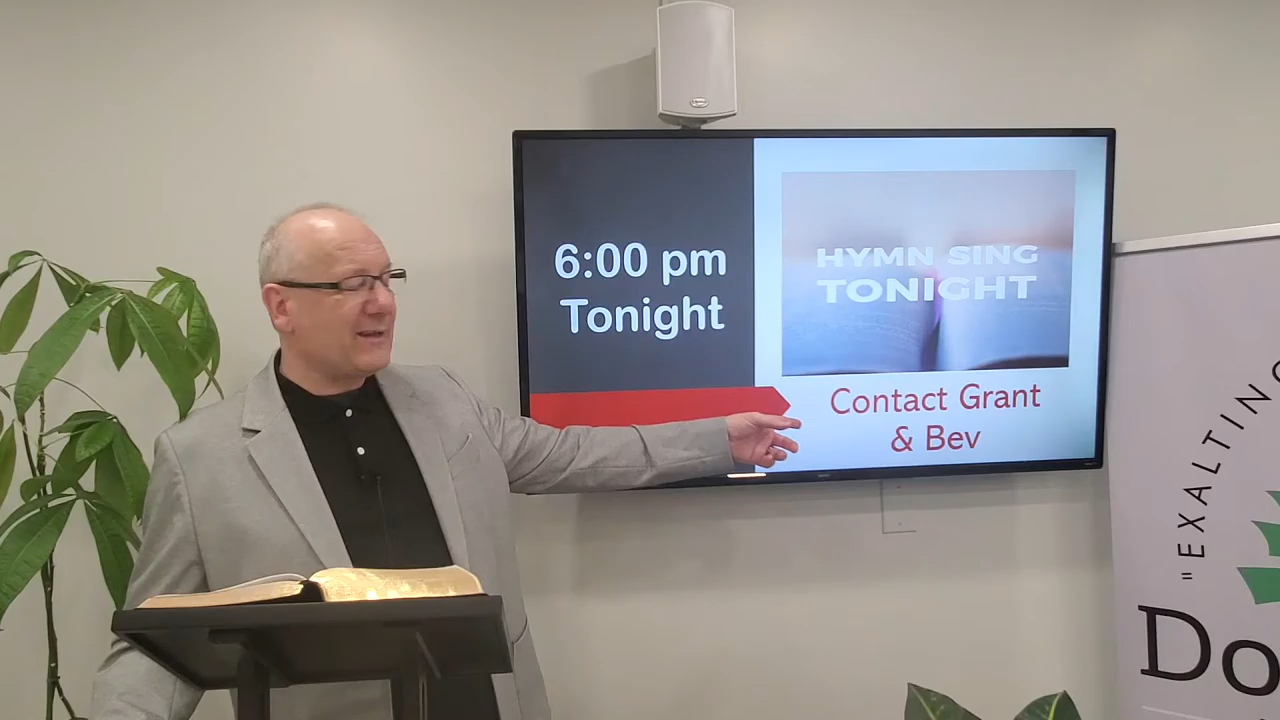 6:00 pm
Tonight
HYMN SING
TONIGHT
Contact Grant
& Bev
"EXALTING
Do